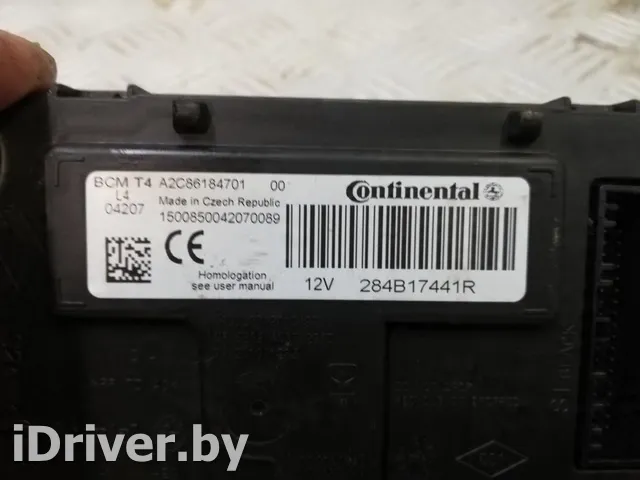 BCM T4 A2C86184701 00
L4 Made in Czech Republic
04207 1500850042070089
Continental
CE
Homologation
see user manual
12V 284B17441R
iDriver.by